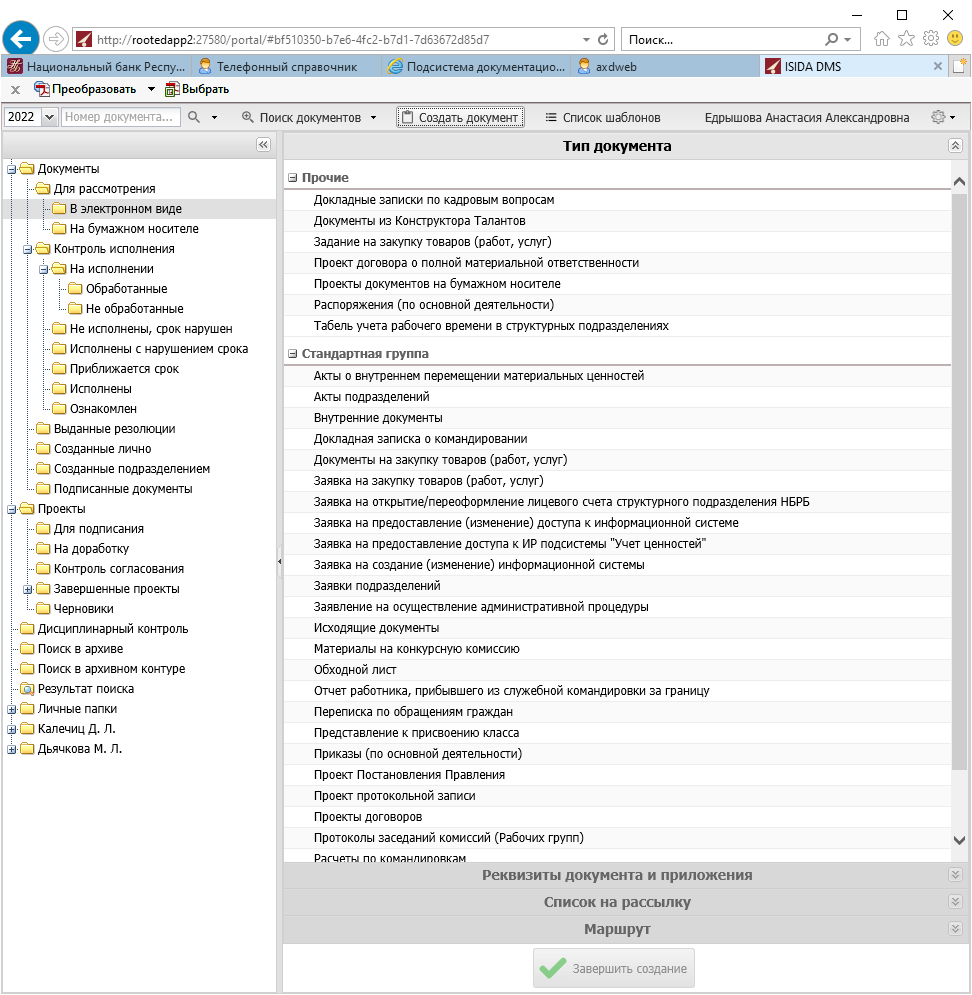 http://rootedapp2:27580/portal/#bf510350-b7e6-4fc2-b7d1-7d63672d85d7
Поиск...
Национальный банк Респу...
Телефонный справочник
Подсистема документацио...
axdweb
ISIDA DMS
x Преобразовать Выбрать
2022 Номер документа... Поиск документов Создать документ Список шаблонов Едрышова Анастасия Александровна
Документы
Для рассмотрения
В электронном виде
На бумажном носителе
Контроль исполнения
На исполнении
Обработанные
Не обработанные
Не исполнены, срок нарушен
Исполнены с нарушением срока
Приближается срок
Исполнены
Ознакомлен
Выданные резолюции
Созданные лично
Созданные подразделением
Подписанные документы
Проекты
Для подписания
На доработку
Контроль согласования
Завершенные проекты
Черновики
Дисциплинарный контроль
Поиск в архиве
Поиск в архивном контуре
Результат поиска
Личные папки
Калечиц Д. Л.
Дьячкова М. Л.
Тип документа
Прочие
Докладные записки по кадровым вопросам
Документы из Конструктора Талантов
Задание на закупку товаров (работ, услуг)
Проект договора о полной материальной ответственности
Проекты документов на бумажном носителе
Распоряжения (по основной деятельности)
Табель учета рабочего времени в структурных подразделениях
Стандартная группа
Акты о внутреннем перемещении материальных ценностей
Акты подразделений
Внутренние документы
Докладная записка о командировании
Документы на закупку товаров (работ, услуг)
Заявка на закупку товаров (работ, услуг)
Заявка на открытие/переоформление лицевого счета структурного подразделения НБРБ
Заявка на предоставление (изменение) доступа к информационной системе
Заявка на предоставление доступа к ИР подсистемы "Учет ценностей"
Заявка на создание (изменение) информационной системы
Заявки подразделений
Заявление на осуществление административной процедуры
Исходящие документы
Материалы на конкурсную комиссию
Обходной лист
Отчет работника, прибывшего из служебной командировки за границу
Переписка по обращениям граждан
Представление к присвоению класса
Приказы (по основной деятельности)
Проект Постановления Правления
Проект протокольной записи
Проекты договоров
Протоколы заседаний комиссий (Рабочих групп)
Расчеты по командировкам
Реквизиты документа и приложения
Список на рассылку
Маршрут
Завершить создание